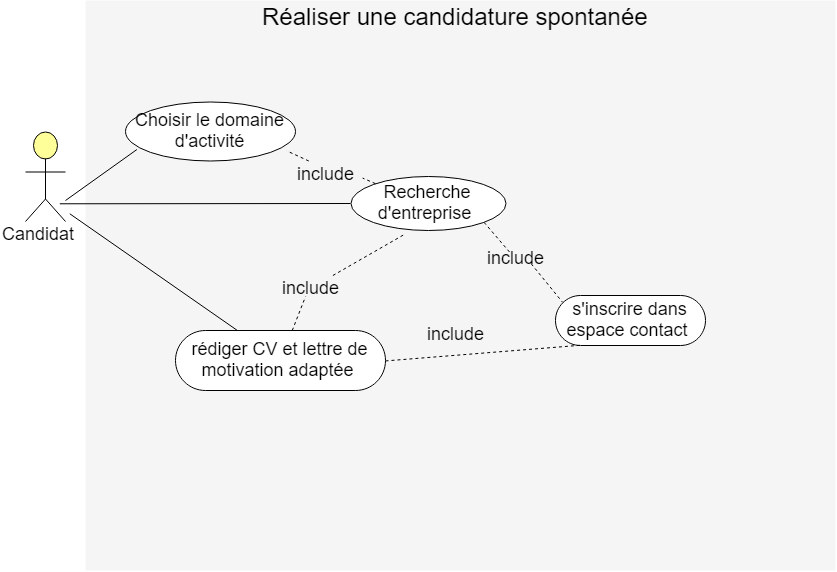 Réaliser une candidature spontanée
Choisir le domaine
d'activité
include
Recherche
d'entreprise
Candidat
include
include
s'inscrire dans
espace contact
include
rédiger CV et lettre de
motivation adaptée